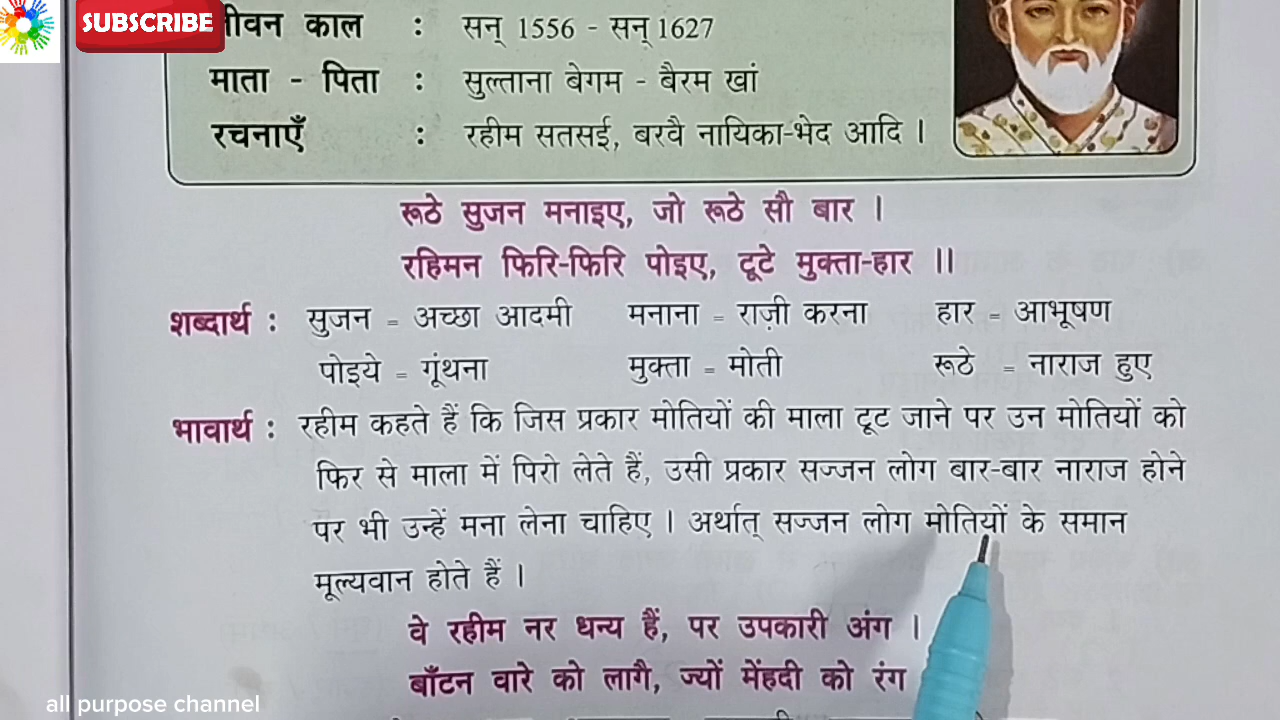 SUBSCRIBE
जीवन काल : सन् 1556 - सन् 1627
माता - पिता : सुल्ताना बेगम - बैरम खां
रचनाएँ : रहीम सतसई, बरवै नायिका-भेद आदि ।
रूठे सुजन मनाइए, जो रूठे सौ बार ।
रहिमन फिरि-फिरि पोइए, टूटे मुक्ता-हार ।।
शब्दार्थ : सुजन = अच्छा आदमी मनाना = राज़ी करना हार = आभूषण
पोइये = गूंथना मुक्ता = मोती रूठे = नाराज हुए
भावार्थ : रहीम कहते हैं कि जिस प्रकार मोतियों की माला टूट जाने पर उन मोतियों को
फिर से माला में पिरो लेते हैं, उसी प्रकार सज्जन लोग बार-बार नाराज होने
पर भी उन्हें मना लेना चाहिए । अर्थात् सज्जन लोग मोतियों के समान
मूल्यवान होते हैं ।
वे रहीम नर धन्य हैं, पर उपकारी अंग ।
बाँटन वारे को लागै, ज्यों मेंहदी को रंग
all purpose channel